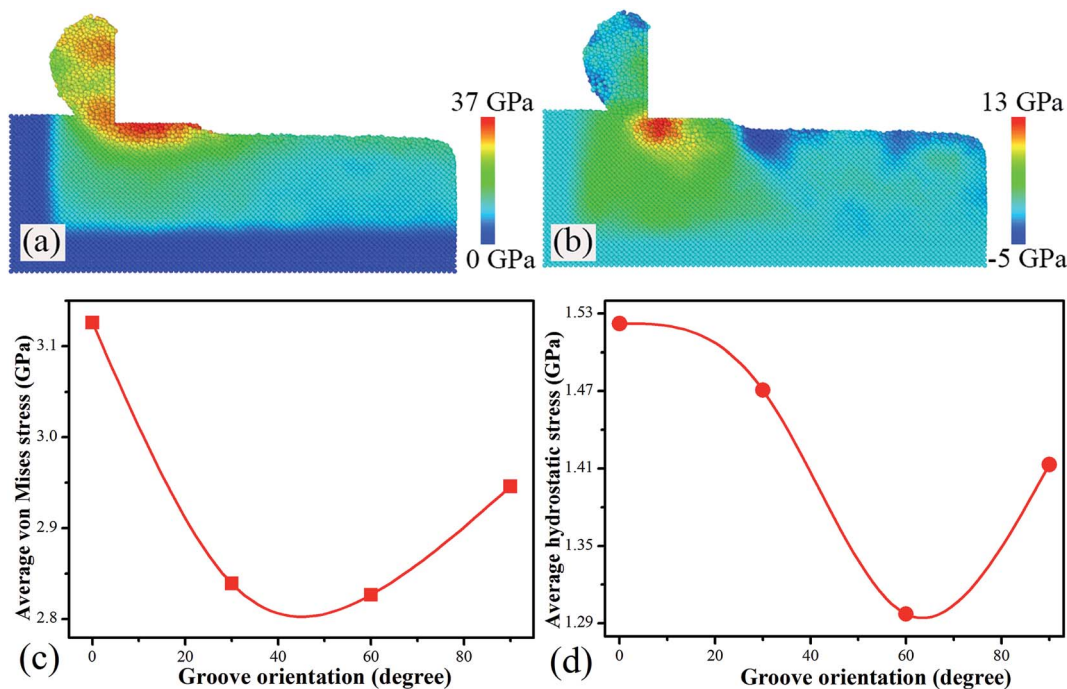 37 GPa
0 GPa
(a)
13 GPa
-5 GPa
(b)
3.1
3.0
2.9
2.8
Average von Mises stress (GPa)
0
20
40
60
80
Groove orientation (degree)
(c)
1.53
1.47
1.41
1.35
1.29
Average hydrostatic stress (GPa)
0
20
40
60
80
Groove orientation (degree)
(d)